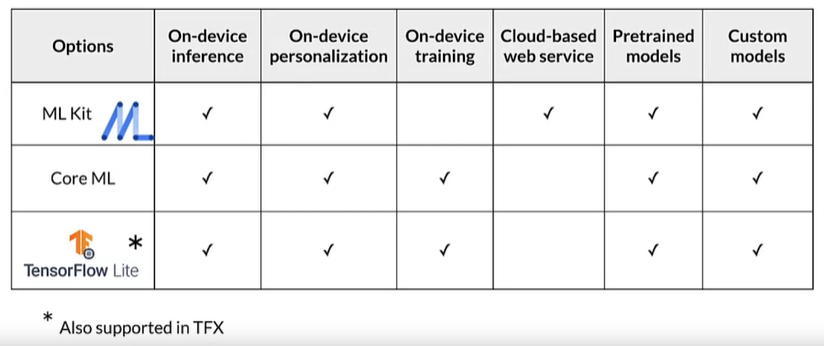 Options
On-device
inference
On-device
personalization
On-device
training
Cloud-based
web service
Pretrained
models
Custom
models
ML Kit
✓ ✓ ✓ ✓ ✓
Core ML
✓ ✓ ✓ ✓ ✓
*
TensorFlow Lite
✓ ✓ ✓ ✓ ✓
* Also supported in TFX